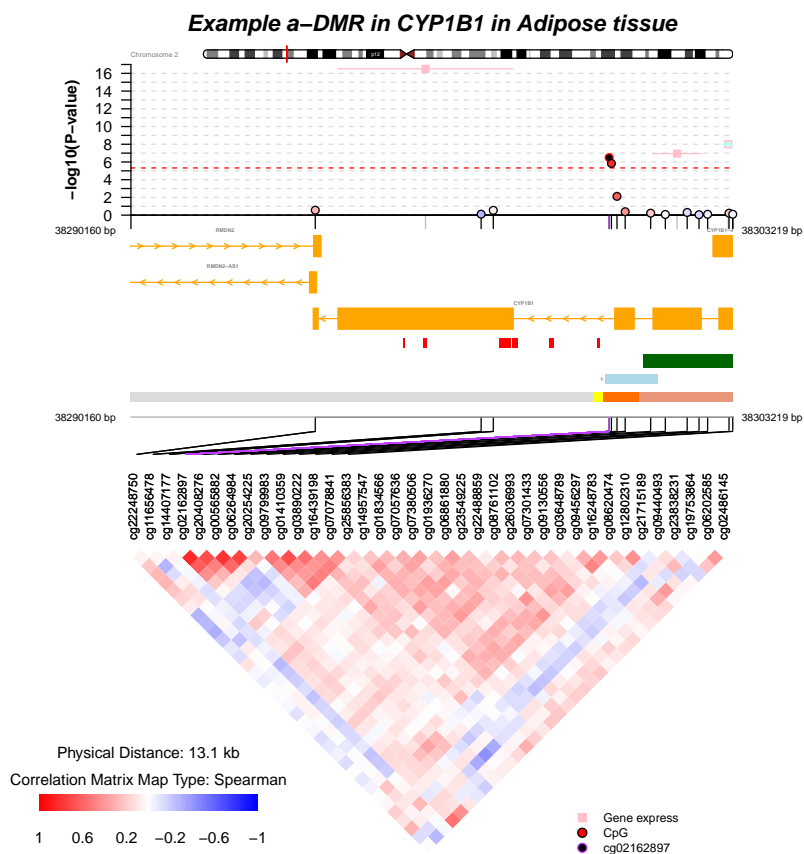 Example a−DMR in CYP1B1 in Adipose tissue
Chromosome 2
p12
−log10(P−value)
16
14
12
10
8
6
4
2
0
38290160 bp
38303219 bp
RMDN2
CYP1B1−
RMDN2−AS1
CYP1B1
38290160 bp
38303219 bp
cg22248750
cg11656478
cg14407177
cg02162897
cg20408276
cg00565882
cg06264984
cg20254225
cg09799983
cg01410359
cg03890222
cg16439198
cg07078841
cg25856383
cg14957547
cg01834566
cg07057636
cg07380506
cg01936270
cg06861880
cg23549225
cg22488859
cg08761102
cg26036993
cg07301433
cg09130556
cg03648789
cg09456297
cg16248783
cg08620474
cg12802310
cg21715189
cg09440493
cg23838231
cg19753864
cg06202585
cg02486145
Physical Distance: 13.1 kb
Correlation Matrix Map Type: Spearman
1 0.6 0.2 −0.2 −0.6 −1
Gene express
CpG
cg02162897